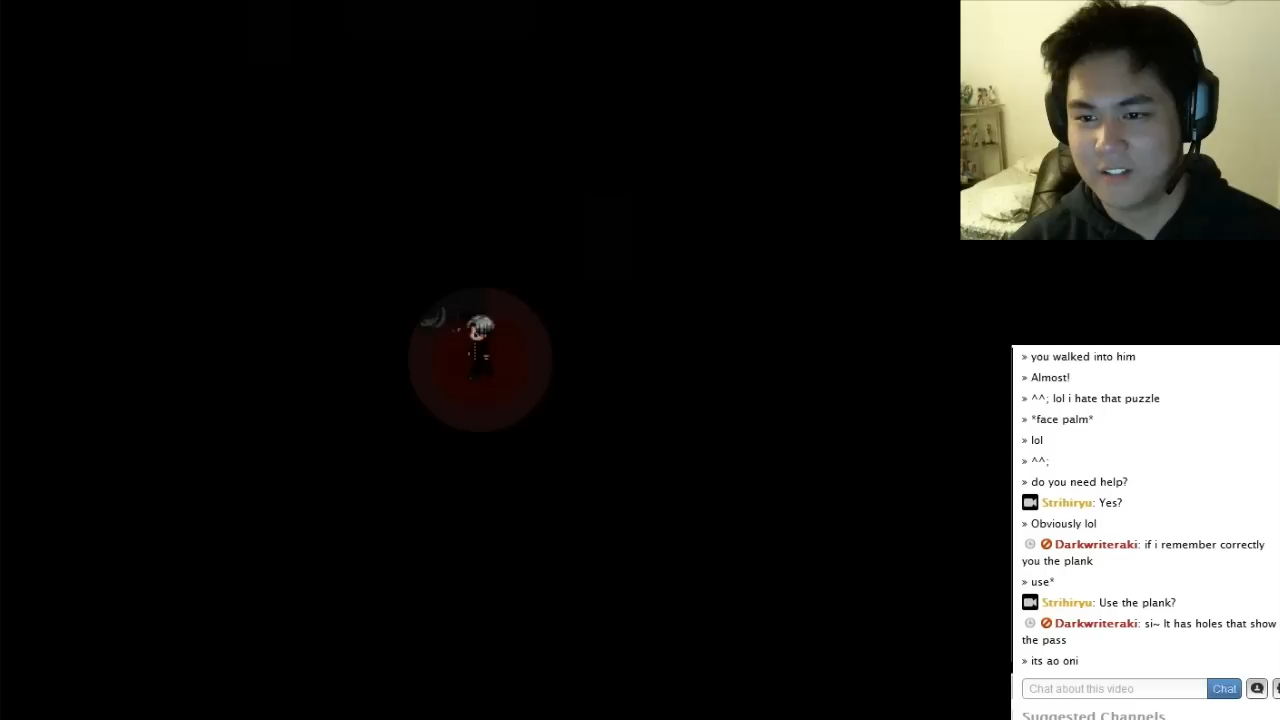 » you walked into him
» Almost!
» ^^; lol i hate that puzzle
» *face palm*
» lol
» ^^;
» do you need help?
Strihiryu: Yes?
» Obviously lol
Darkwriteraki: if i remember correctly
you the plank
» use*
Strihiryu: Use the plank?
Darkwriteraki: si~ It has holes that show
the pass
» its ao oni
Chat about this video Chat
Suggested Channels